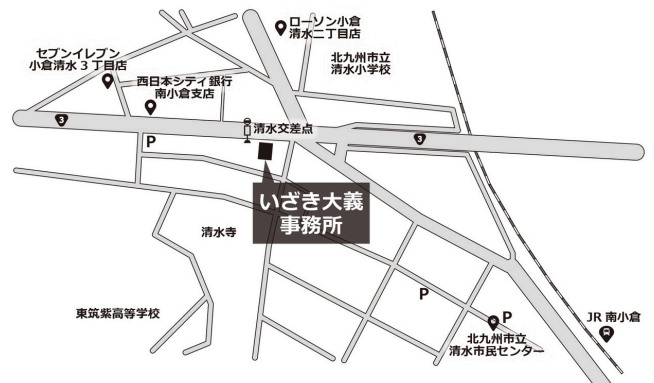 ローソン小倉
清水二丁目店
セブンイレブン
小倉清水3丁目店
北九州市立
清水小学校
西日本シティ銀行
南小倉支店
3
清水交差点
3
P
いざき大義
事務所
清水寺
P
P
東筑紫高等学校
JR 南小倉
北九州市立
清水市民センター